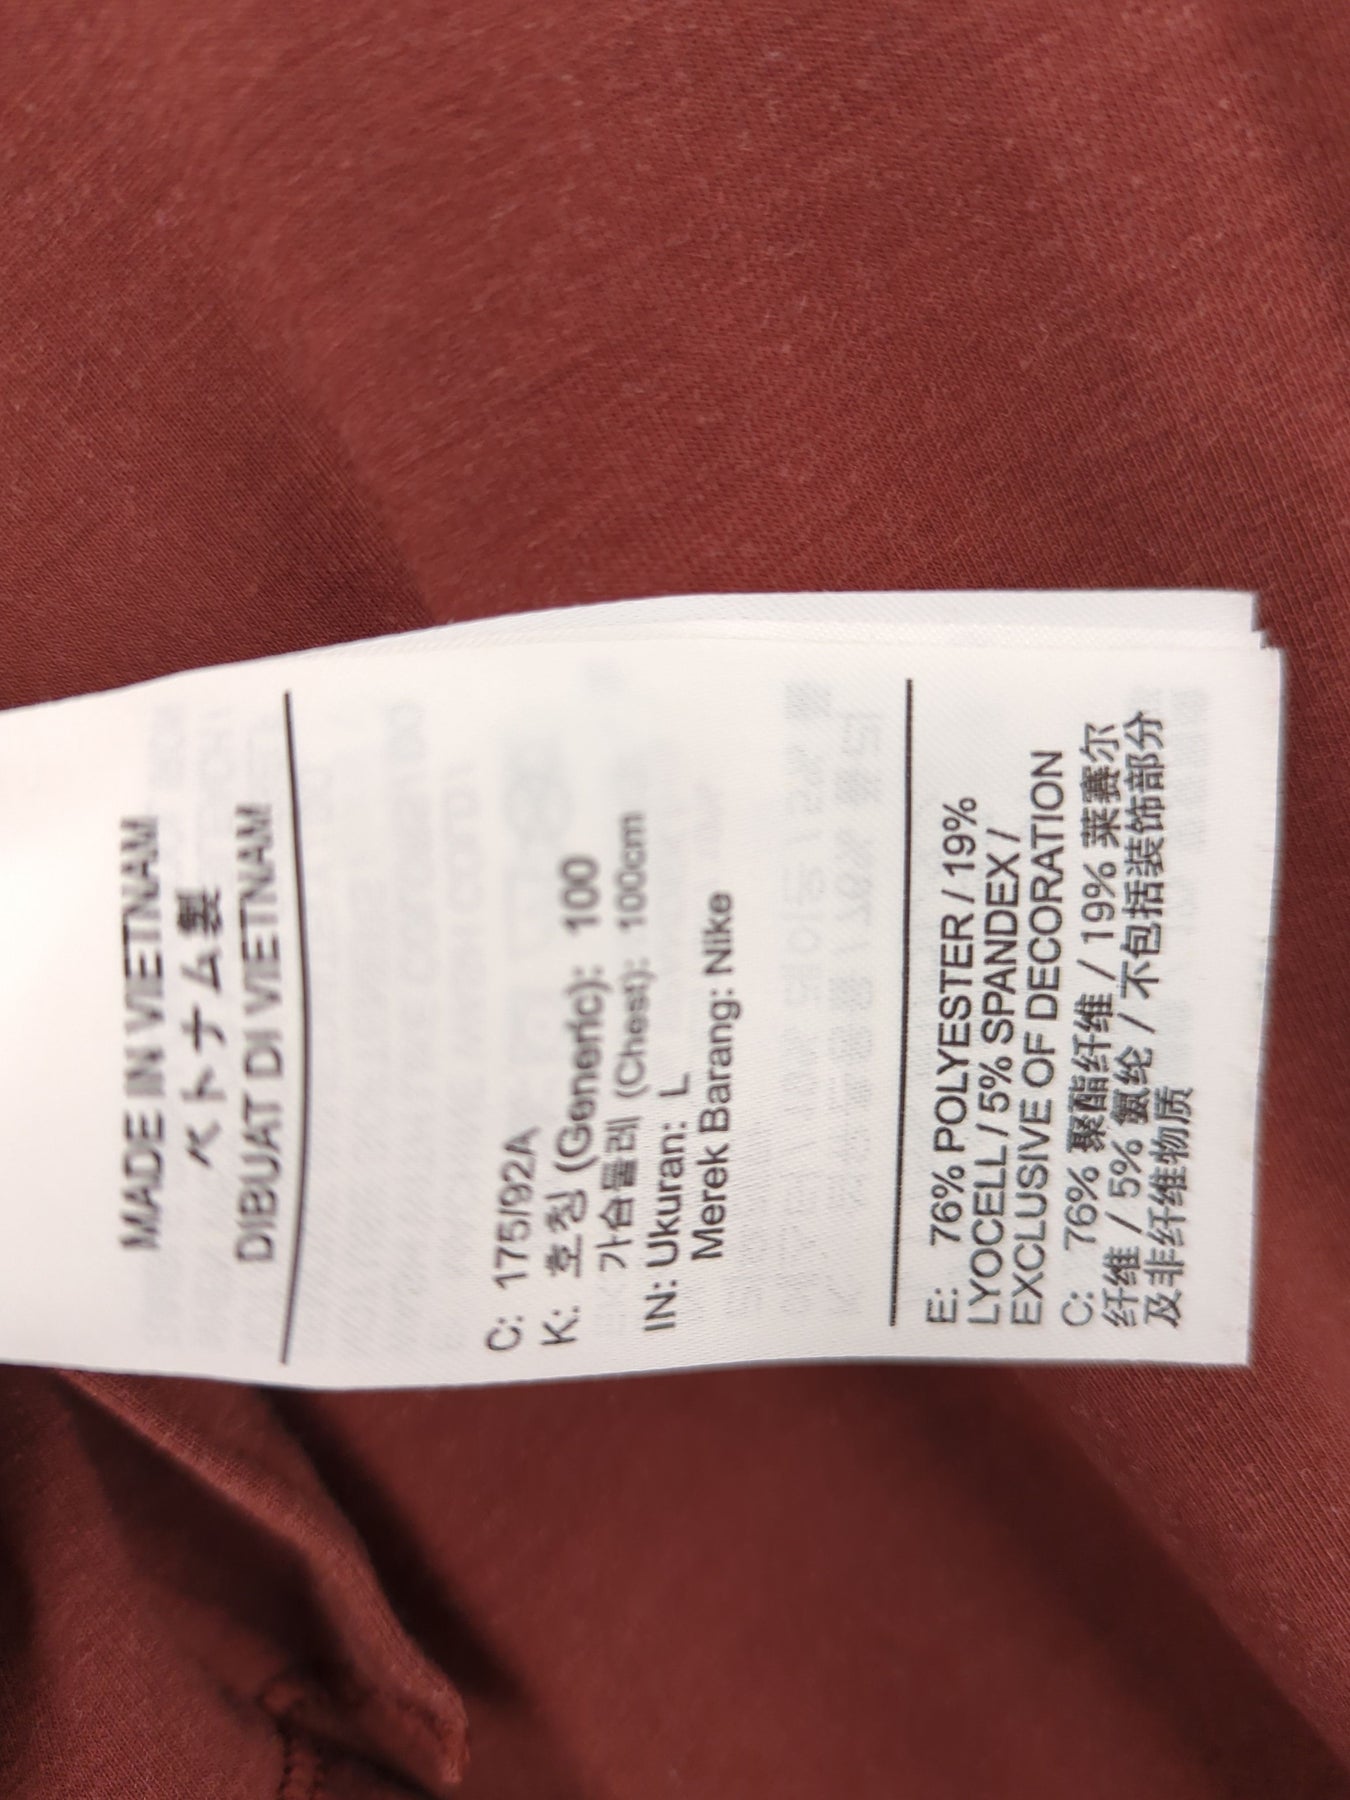 MADE IN VIETNAM
ベトナム製
DIBUAT DI VIETNAM
C: 175/92A
K: 호칭 (Generic): 100
가슴둘레 (Chest): 100cm
IN: Ukuran: L
Merek Barang: Nike
E: 76% POLYESTER / 19%
LYOCELL / 5% SPANDEX /
EXCLUSIVE OF DECORATION
C: 76% 聚酯纤维 / 19% 莱赛尔
纤维 / 5% 氨纶 / 不包括装饰部分
及非纤维物质